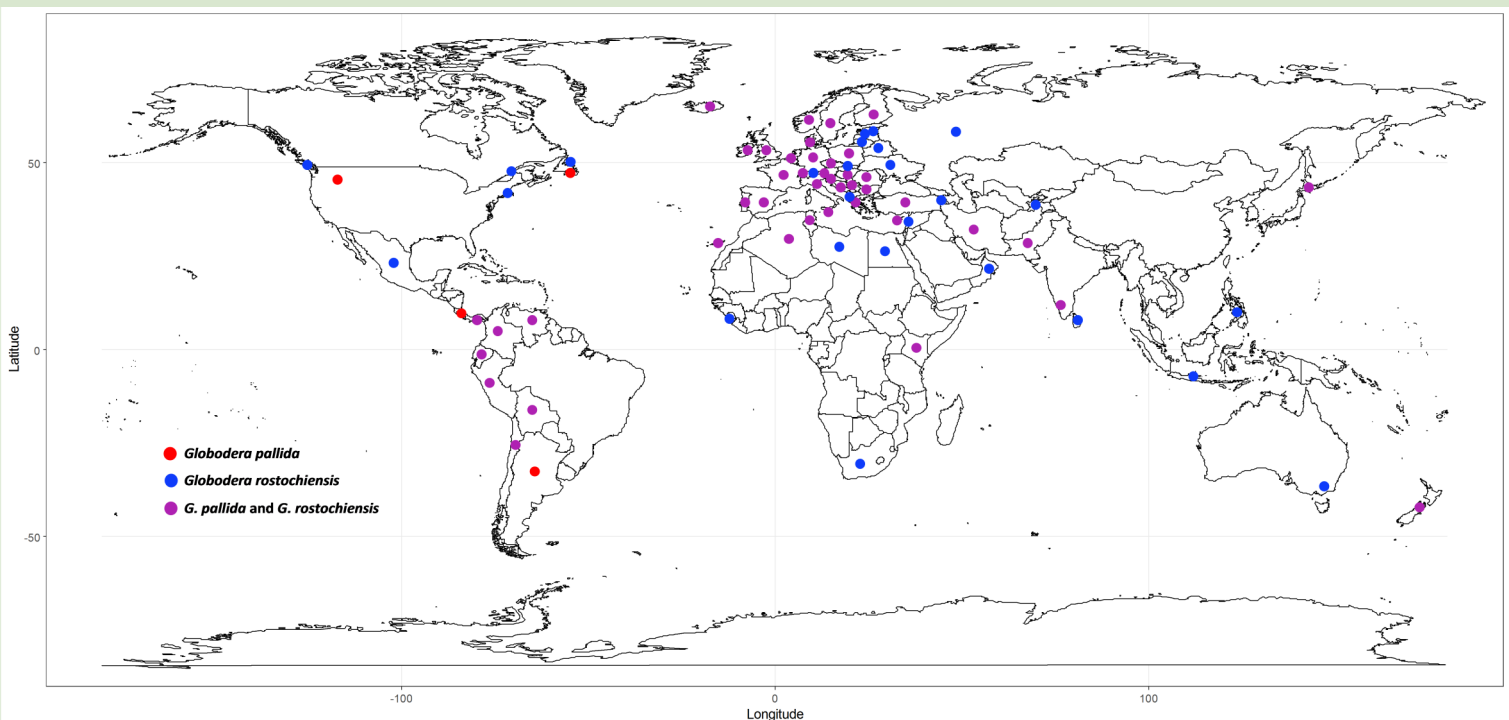 50
0
-50
Latitude
Globodera pallida
Globodera rostochiensis
G. pallida and G. rostochiensis
-100
0
100
Longitude